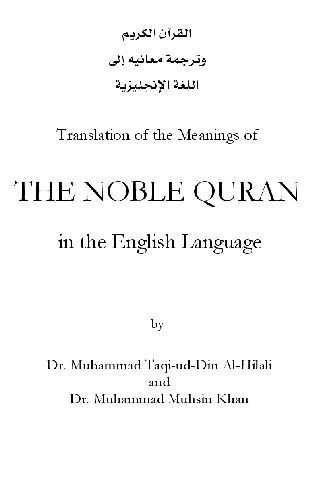 القرآن الكريم
وترجمة معانيه إلى
اللغة الإنجليزية
Translation of the Meanings of
THE NOBLE QURAN
in the English Language
by
Dr. Muhammad Taqi-ud-Din Al-Hilali
and
Dr. Muhammad Muhsin Khan